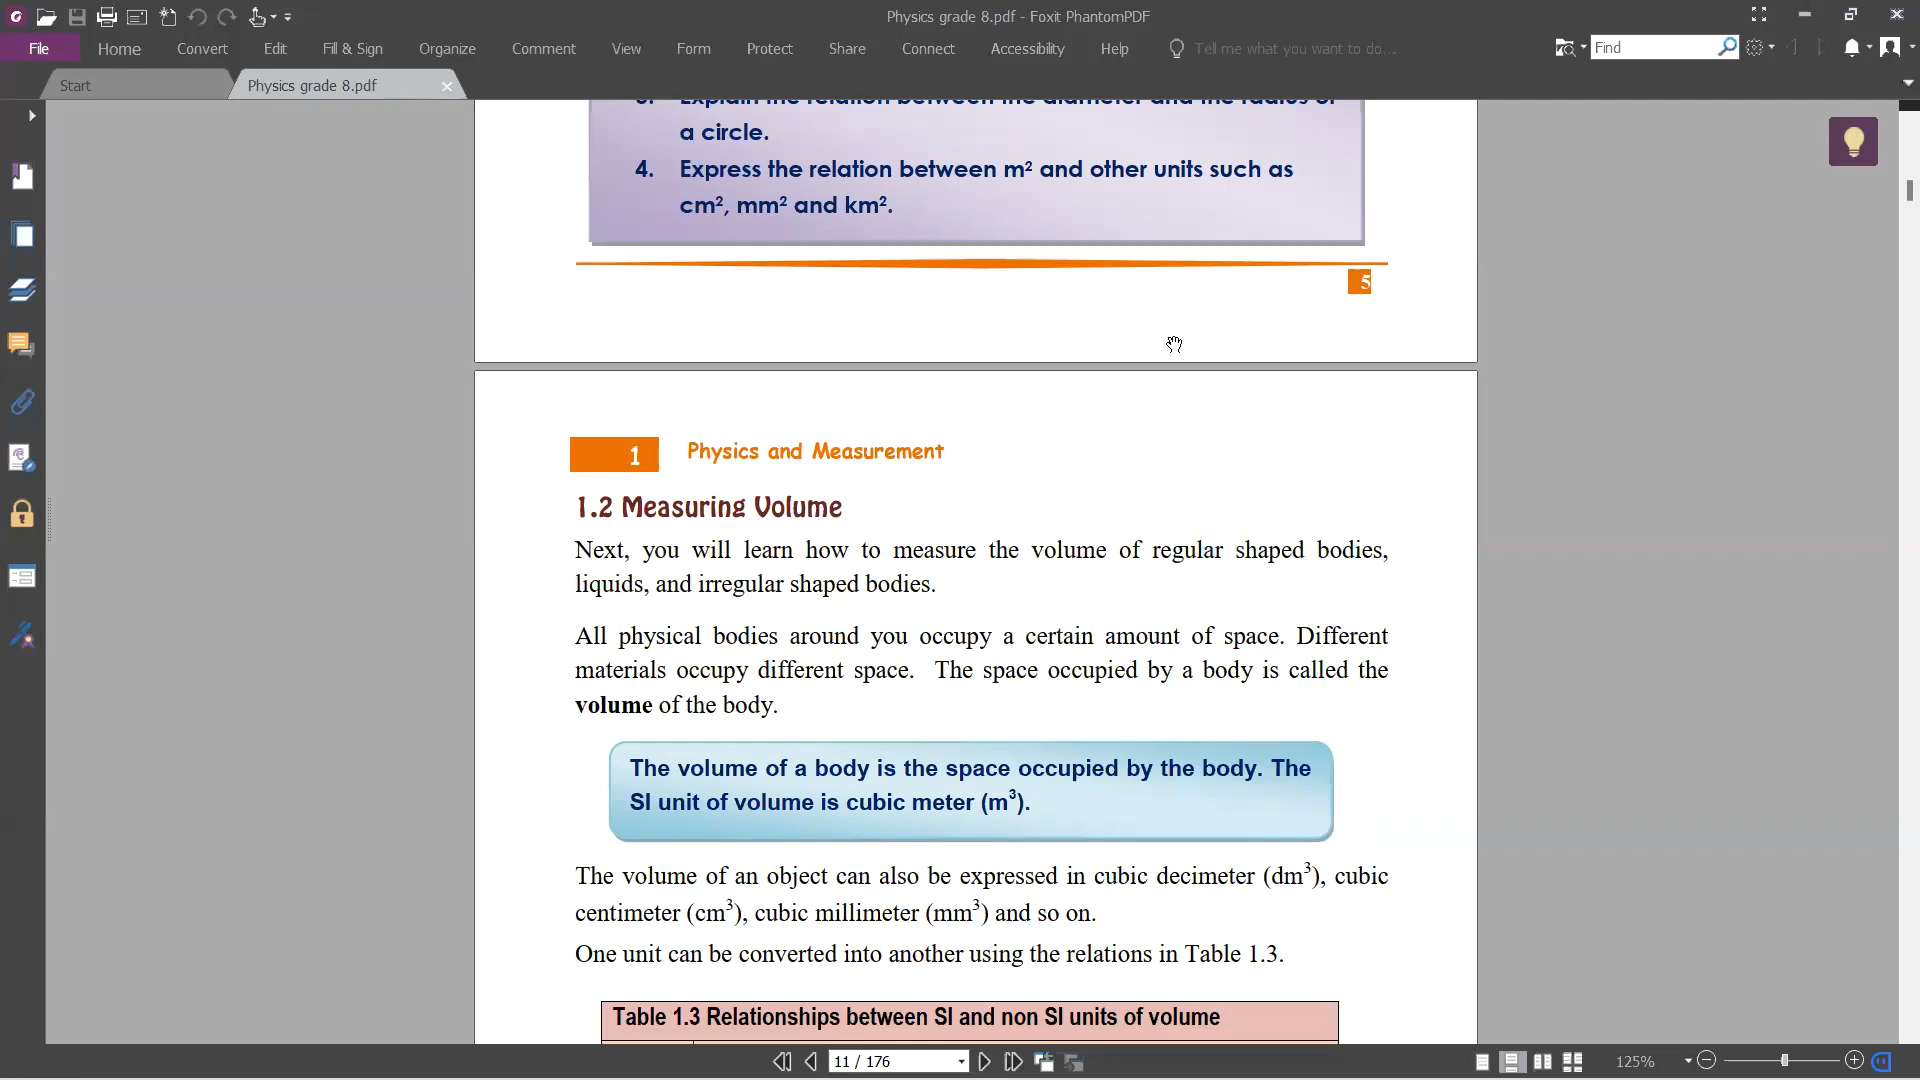 Physics grade 8.pdf - Foxit PhantomPDF
File Home Convert Edit Fill & Sign Organize Comment View Form Protect Share Connect Accessibility Help Tell me what you want to do... Find
Start Physics grade 8.pdf
3. Explain the relation between the diameter and the radius of
a circle.
4. Express the relation between m² and other units such as
cm², mm² and km².
5
1 Physics and Measurement
1.2 Measuring Volume
Next, you will learn how to measure the volume of regular shaped bodies,
liquids, and irregular shaped bodies.
All physical bodies around you occupy a certain amount of space. Different
materials occupy different space. The space occupied by a body is called the
volume of the body.
The volume of a body is the space occupied by the body. The
SI unit of volume is cubic meter (m³).
The volume of an object can also be expressed in cubic decimeter (dm³), cubic
centimeter (cm³), cubic millimeter (mm³) and so on.
One unit can be converted into another using the relations in Table 1.3.
Table 1.3 Relationships between SI and non SI units of volume
11 / 176
125%